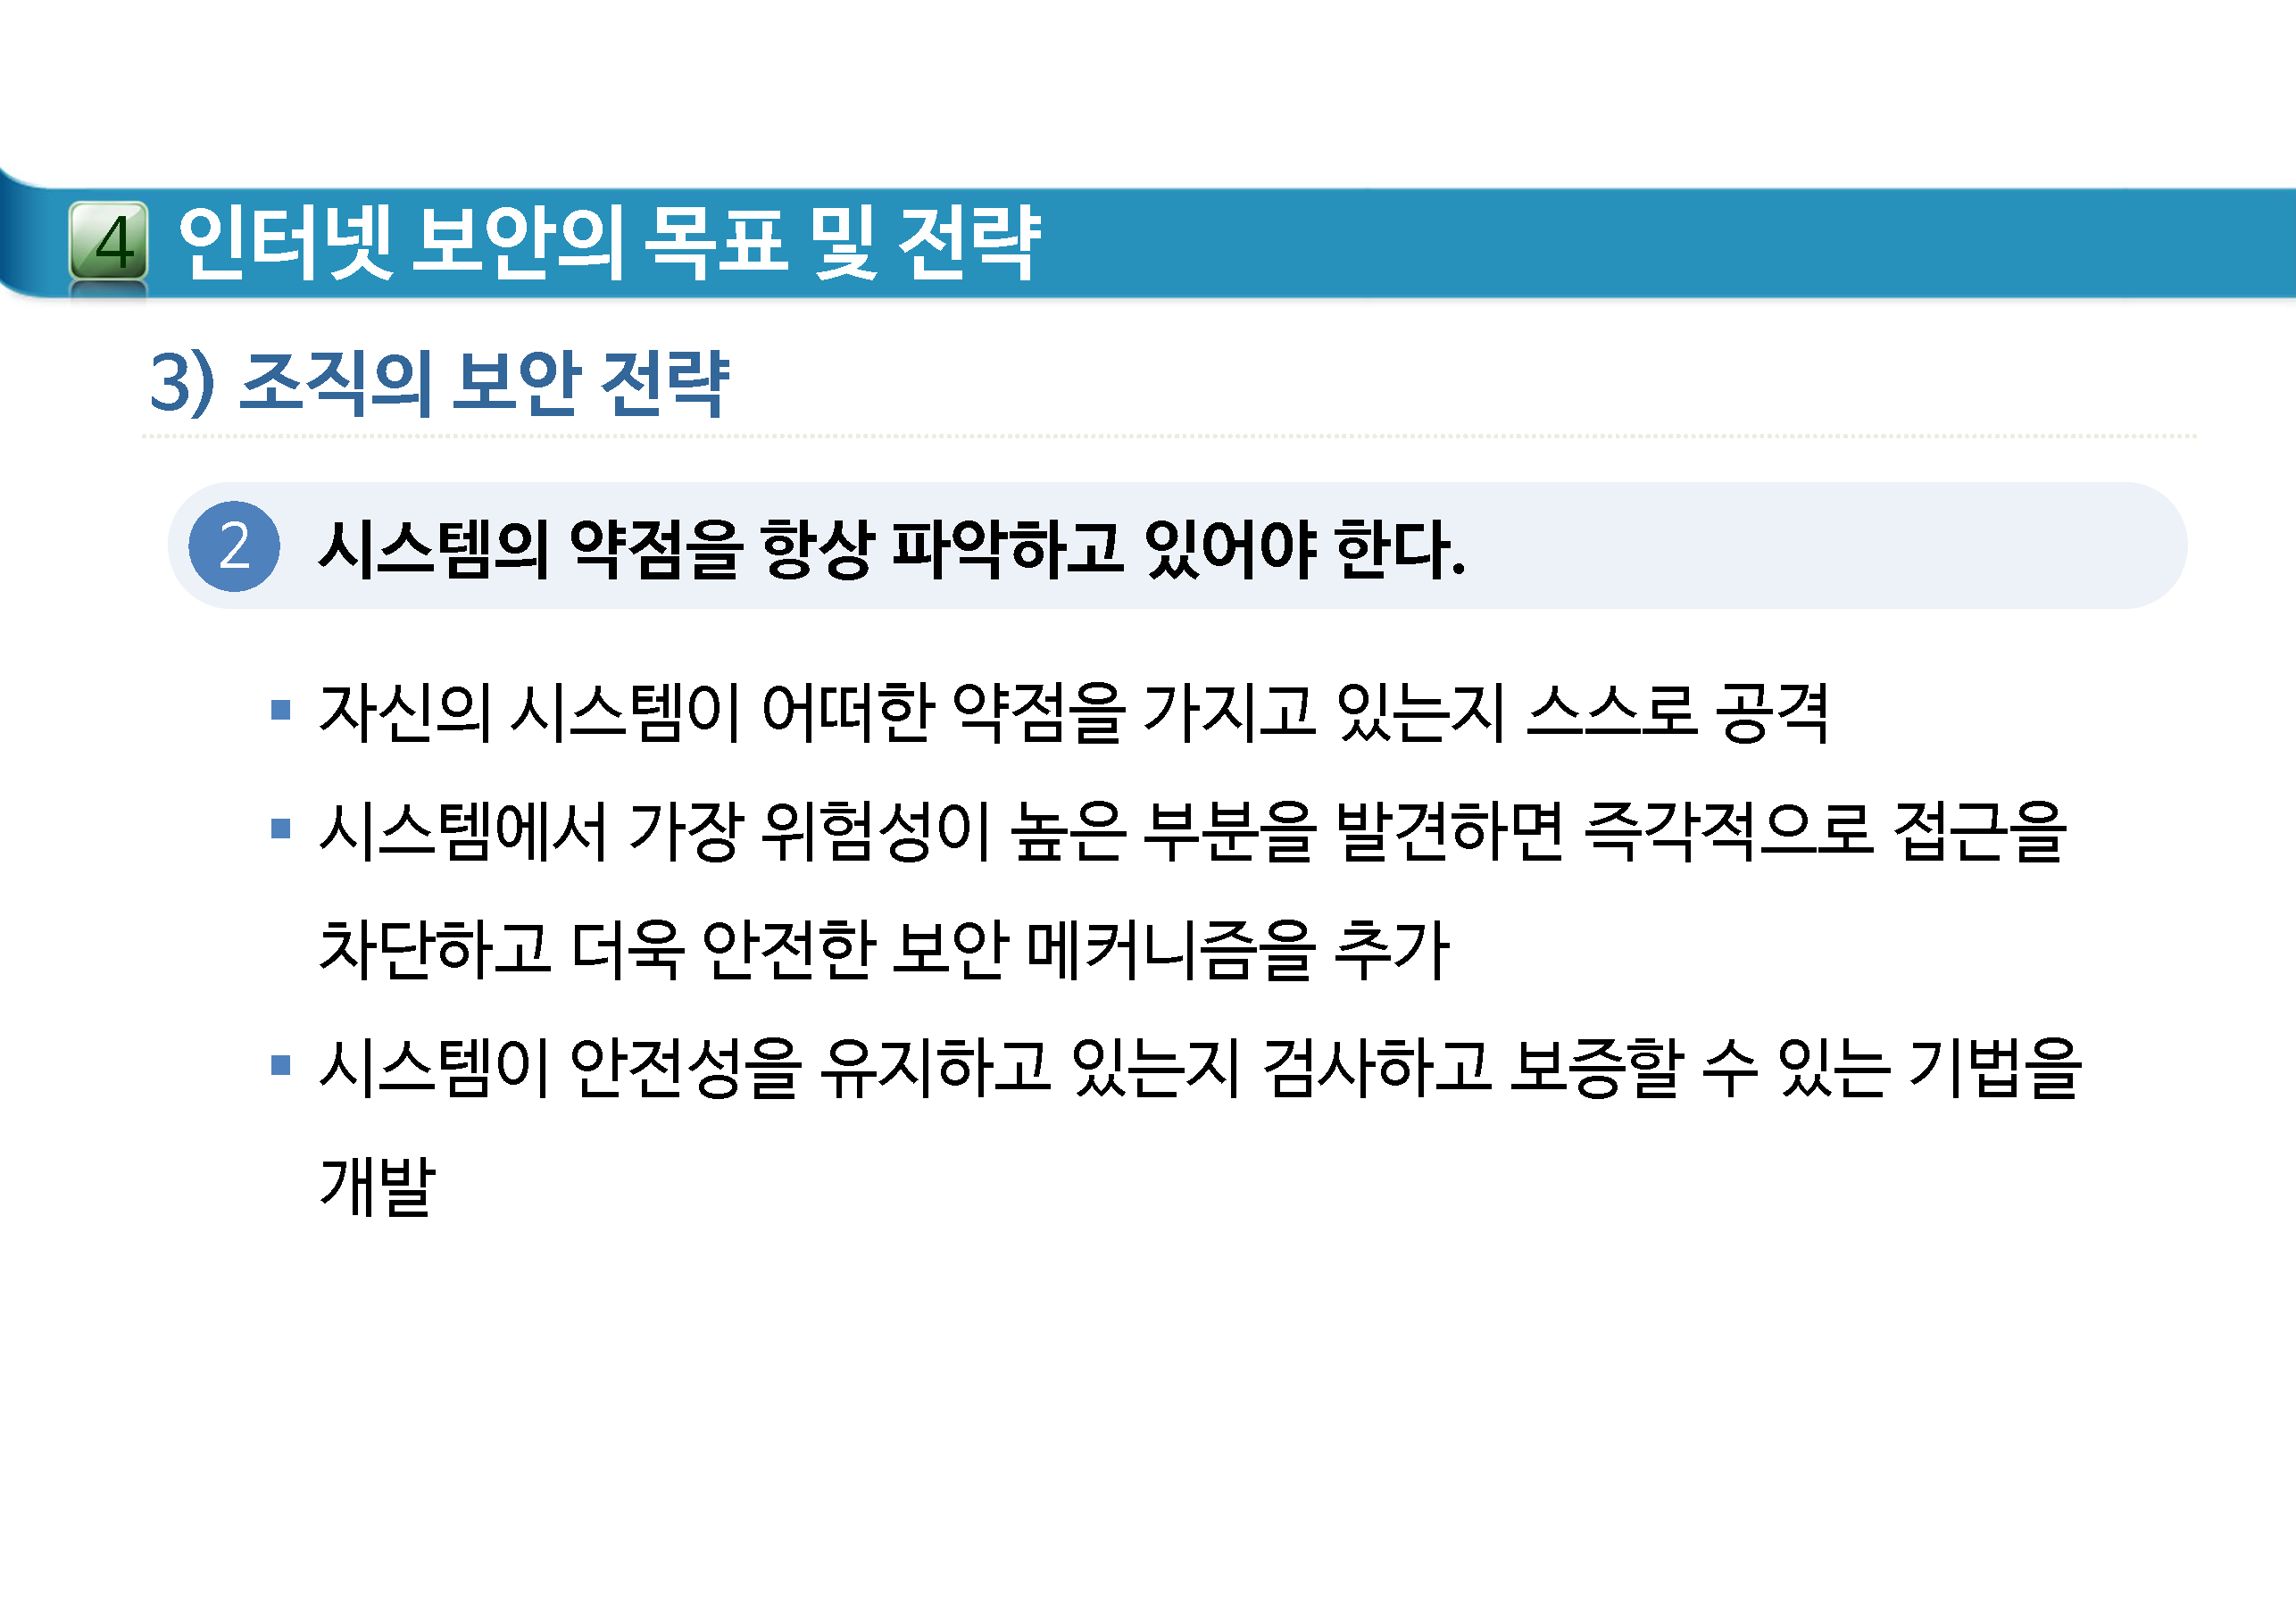 4 인터넷 보안의 목표 및 전략
3) 조직의 보안 전략
2 시스템의 약점을 항상 파악하고 있어야 한다.
▪ 자신의 시스템이 어떠한 약점을 가지고 있는지 스스로 공격
▪ 시스템에서 가장 위험성이 높은 부분을 발견하면 즉각적으로 접근을
차단하고 더욱 안전한 보안 메커니즘을 추가
▪ 시스템이 안전성을 유지하고 있는지 검사하고 보증할 수 있는 기법을
개발